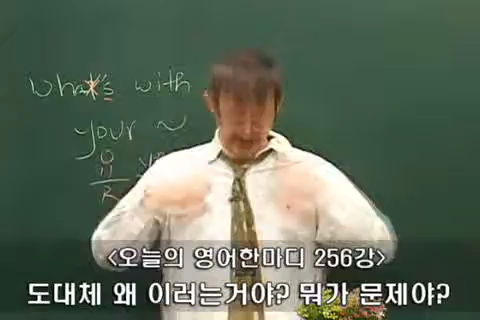 what's with
your ~
<오늘의 영어한마디 256강>
도대체 왜 이러는거야? 뭐가 문제야?